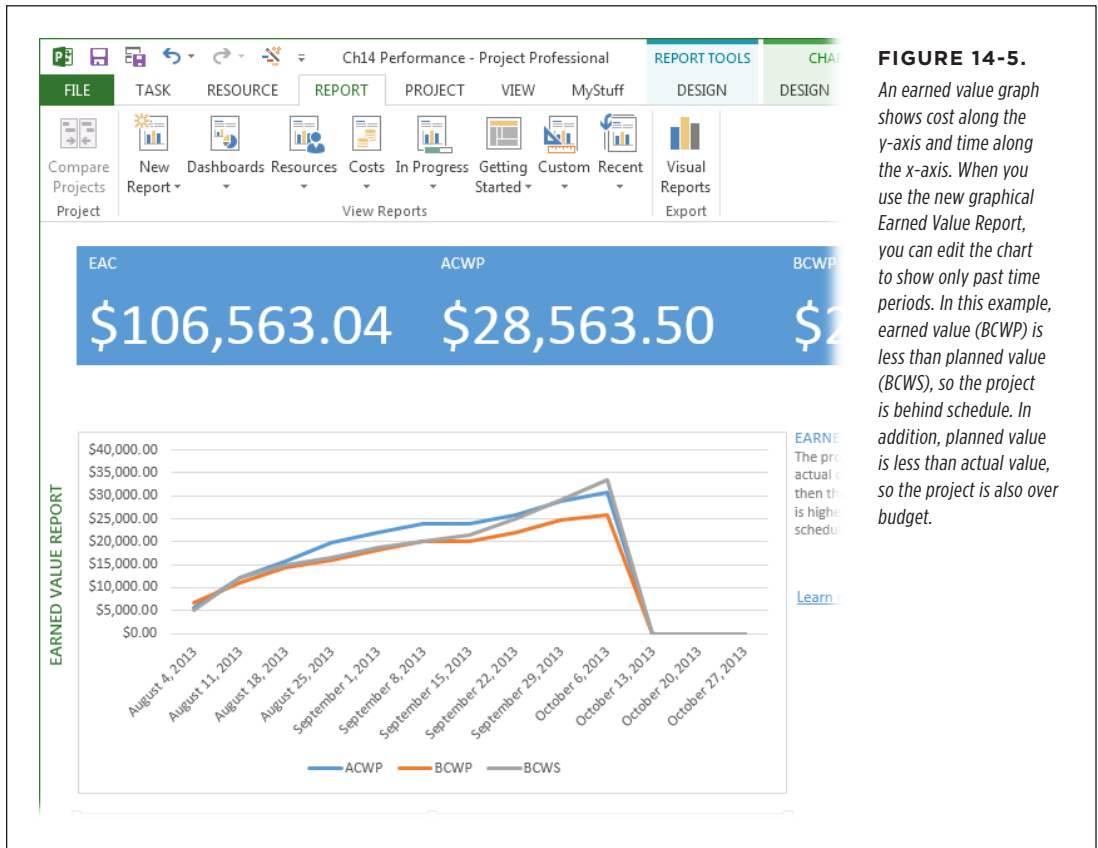 Ch14 Performance - Project Professional
REPORT TOOLS
FILE
TASK
RESOURCE
REPORT
PROJECT
VIEW
MyStuff
DESIGN
DESIGN
Compare
Projects
New
Report
Dashboards
Resources
Costs
In Progress
Getting
Started
Custom
Recent
Visual
Reports
Project
View Reports
Export
EAC
ACWP
BCWP
$106,563.04
$28,563.50
$2
EARNED VALUE REPORT
$40,000.00
$35,000.00
$30,000.00
$25,000.00
$20,000.00
$15,000.00
$10,000.00
$5,000.00
$0.00
August 4, 2013
August 11, 2013
August 18, 2013
August 25, 2013
September 1, 2013
September 8, 2013
September 15, 2013
September 22, 2013
September 29, 2013
October 6, 2013
October 13, 2013
October 20, 2013
October 27, 2013
ACWP
BCWP
BCWS
The
actual
then
is
Learn
FIGURE 14-5.
An earned value graph
shows cost along the
y-axis and time along
the x-axis. When you
use the new graphical
Earned Value Report,
you can edit the chart
to show only past time
periods. In this example,
earned value (BCWP) is
less than planned value
(BCWS), so the project
is behind schedule. In
addition, planned value
is less than actual value,
so the project is also over
budget.